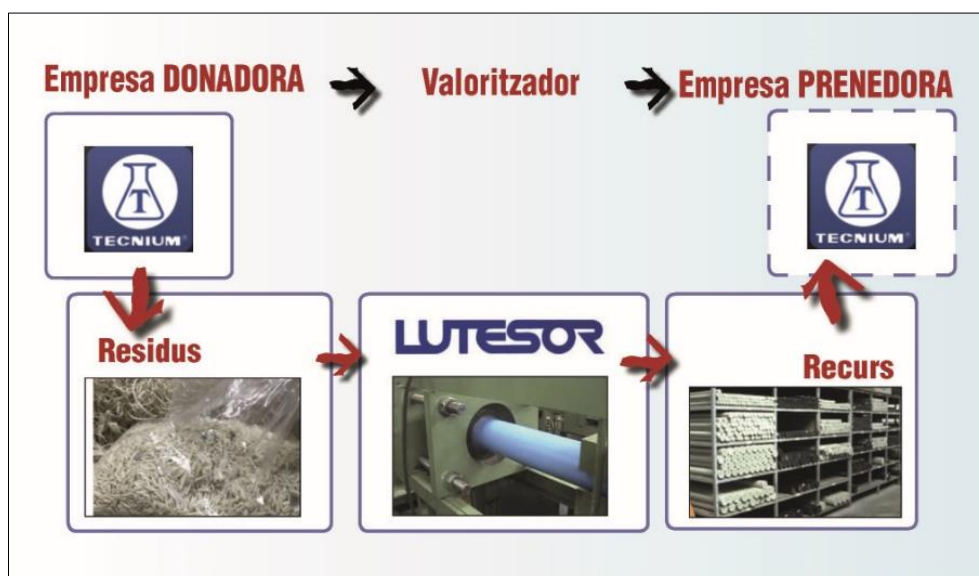 Empresa DONADORA
Valoritzador
Empresa PRENEDORA
T
TECNIUM®
T
TECNIUM®
Residus
LUTESOR
Recurs